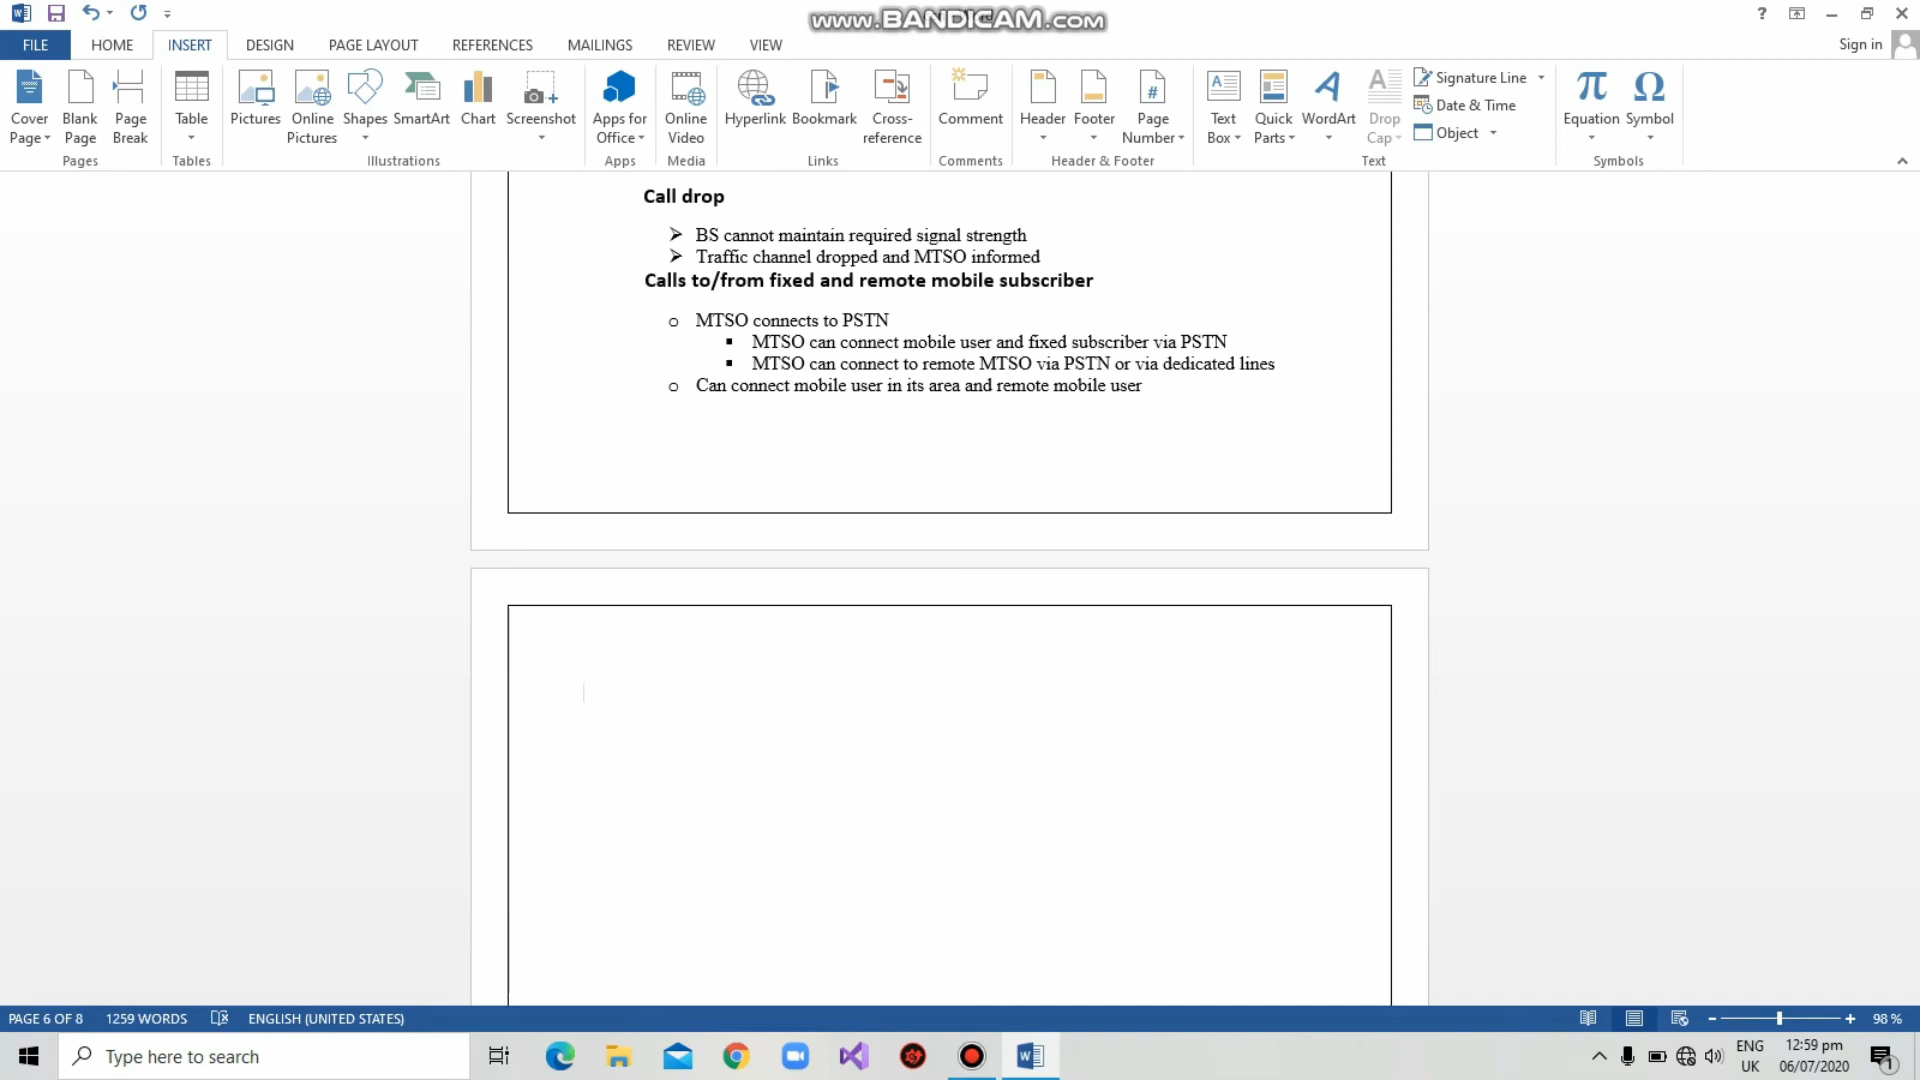 www.BANDICAM.com
Sign in
FILE HOME INSERT DESIGN PAGE LAYOUT REFERENCES MAILINGS REVIEW VIEW
Cover Page
Blank Page
Page Break
Pages
Table
Tables
Pictures
Online Pictures
Shapes
SmartArt
Chart
Screenshot
Illustrations
Apps for Office
Apps
Online Video
Media
Hyperlink
Bookmark
Cross-reference
Links
Comment
Comments
Header
Footer
Page Number
Header & Footer
Text Box
Quick Parts
WordArt
Drop Cap
Signature Line
Date & Time
Object
Text
Equation
Symbol
Symbols
Call drop
BS cannot maintain required signal strength
Traffic channel dropped and MTSO informed
Calls to/from fixed and remote mobile subscriber
MTSO connects to PSTN
MTSO can connect mobile user and fixed subscriber via PSTN
MTSO can connect to remote MTSO via PSTN or via dedicated lines
Can connect mobile user in its area and remote mobile user
PAGE 6 OF 8 1259 WORDS ENGLISH (UNITED STATES) 98 %
Type here to search
ENG UK
12:59 pm
06/07/2020
1